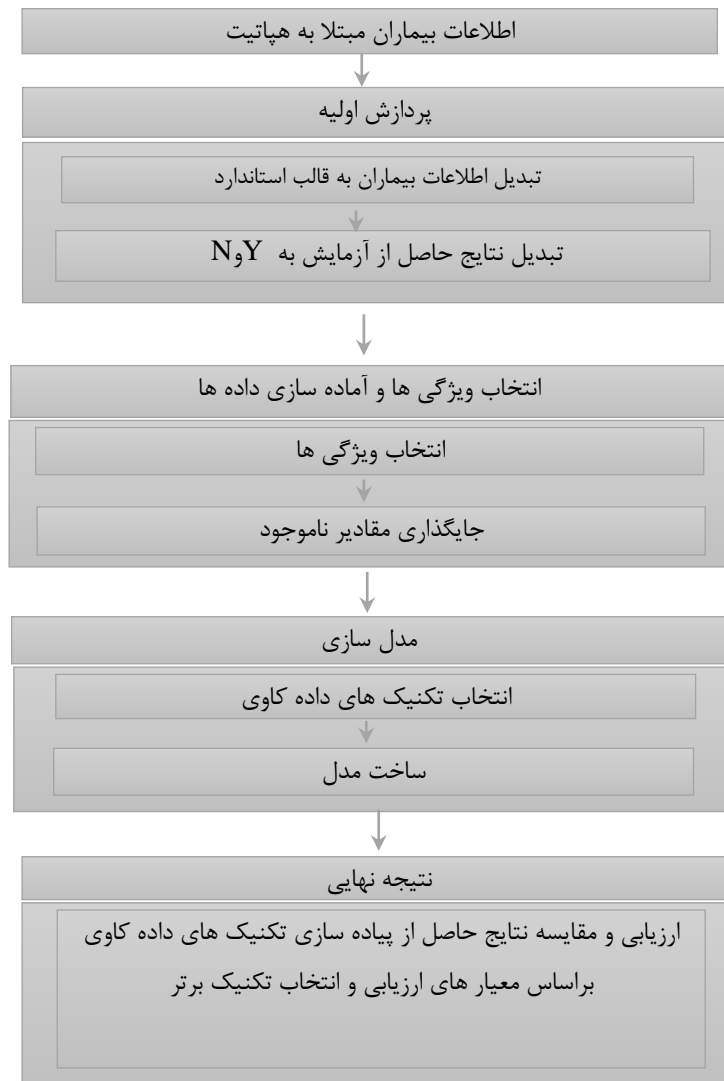 اطلاعات بیماران مبتلا به هپاتیت
پردازش اولیه
تبدیل اطلاعات بیماران به قالب استاندارد
تبدیل نتایج حاصل از آزمایش به Y و N
انتخاب ویژگی ها و آماده سازی داده ها
انتخاب ویژگی ها
جایگذاری مقادیر ناموجود
مدل سازی
انتخاب تکنیک های داده کاوی
ساخت مدل
نتیجه نهایی
ارزیابی و مقایسه نتایج حاصل از پیاده سازی تکنیک های داده کاوی
براساس معیار های ارزیابی و انتخاب تکنیک برتر